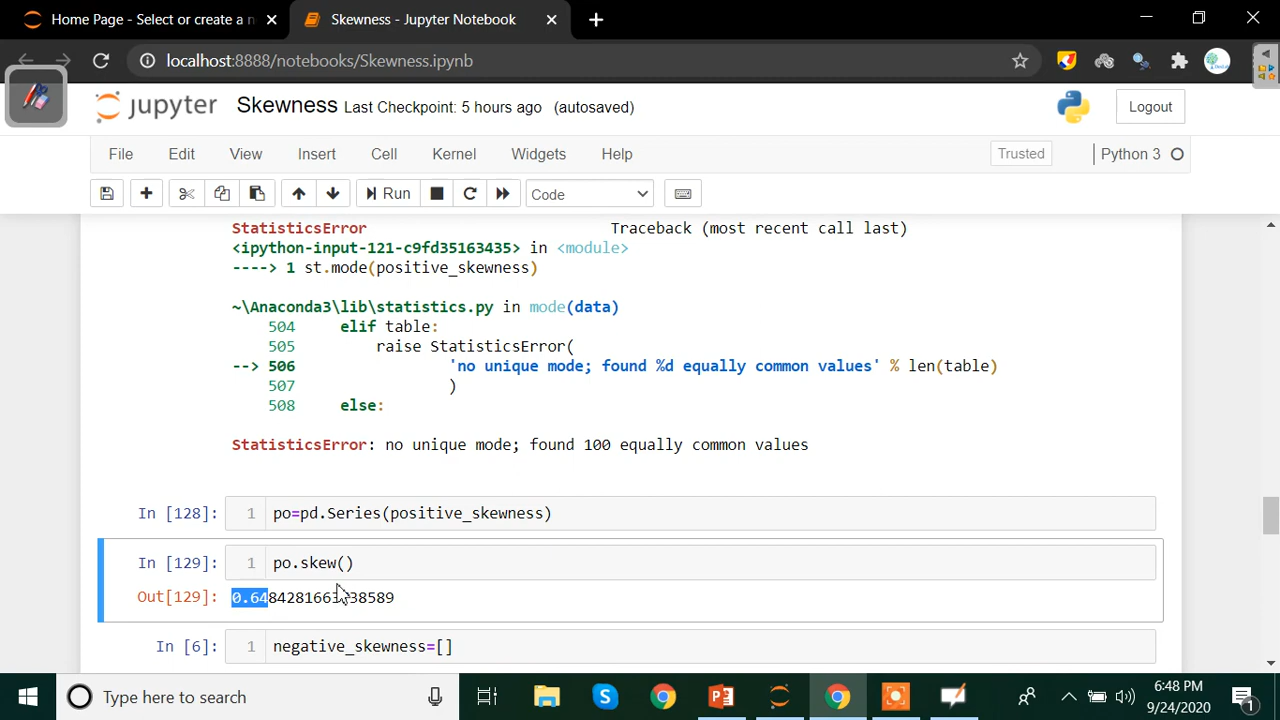 Home Page - Select or create a n
Skewness - Jupyter Notebook
localhost:8888/notebooks/Skewness.ipynb
jupyter Skewness Last Checkpoint: 5 hours ago (autosaved)
Logout
File Edit View Insert Cell Kernel Widgets Help Trusted Python 3
Run Code
StatisticsError Traceback (most recent call last)
<ipython-input-121-c9fd35163435> in <module>
----> 1 st.mode(positive_skewness)
~\Anaconda3\lib\statistics.py in mode(data)
504 elif table:
505 raise StatisticsError(
--> 506 'no unique mode; found %d equally common values' % len(table)
507 )
508 else:
StatisticsError: no unique mode; found 100 equally common values
In [128]: 1 po=pd.Series(positive_skewness)
In [129]: 1 po.skew()
Out[129]:
In [6]: 1 negative_skewness=[]
Type here to search
6:48 PM
9/24/2020
1